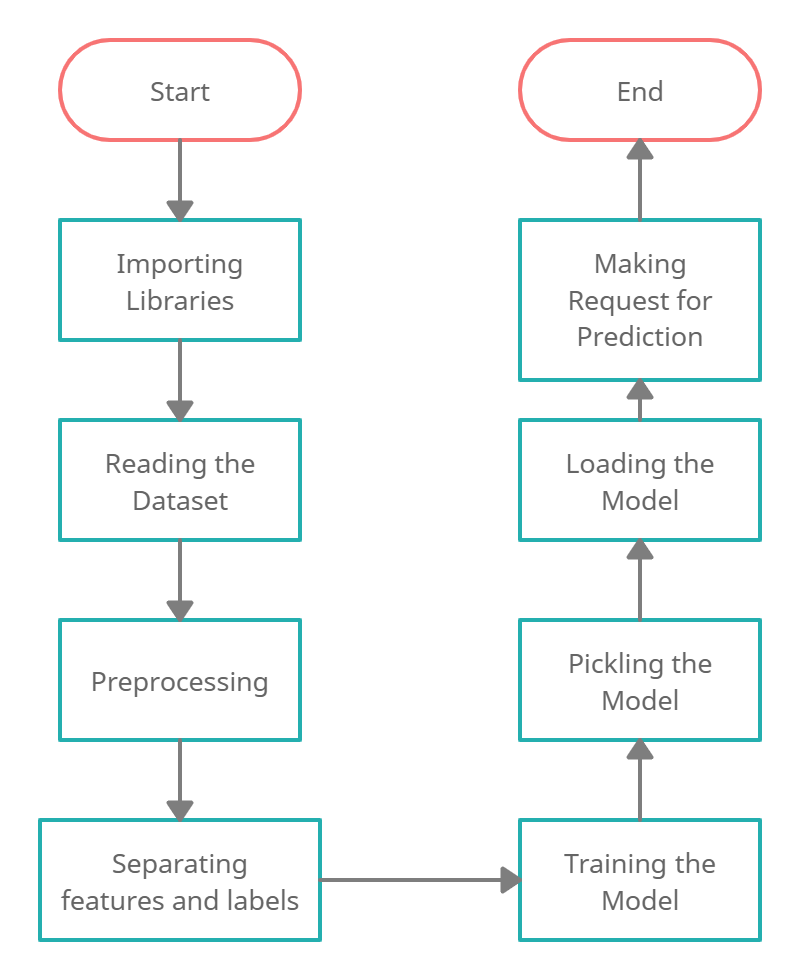 Start
Importing
Libraries
Reading the
Dataset
Preprocessing
Separating
features and labels
Training the
Model
Pickling the
Model
Loading the
Model
Making
Request for
Prediction
End